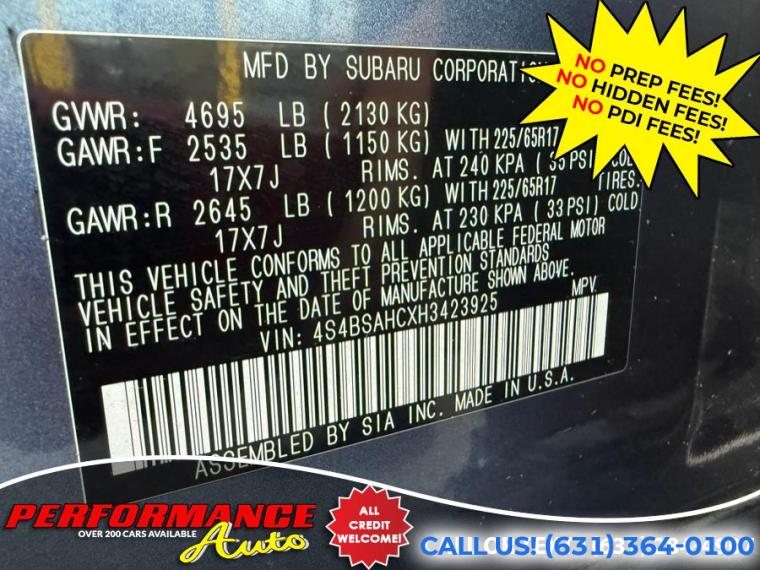 MFD BY SUBARU CORPORATION
NO PREP FEES!
NO HIDDEN FEES!
NO PDI FEES!
GVWR: 4695 LB ( 2130 KG)
GAWR:F 2535 LB ( 1150 KG) WITH 225/65R17
17X7J RIMS. AT 240 KPA ( 35 PSI) COLD
GAWR:R 2645 LB ( 1200 KG) WITH 225/65R17 TIRES.
17X7J RIMS. AT 230 KPA ( 33 PSI) COLD
THIS VEHICLE CONFORMS TO ALL APPLICABLE FEDERAL MOTOR
VEHICLE SAFETY AND THEFT PREVENTION STANDARDS
IN EFFECT ON THE DATE OF MANUFACTURE SHOWN ABOVE.
VIN: 4S4BSAHCXH3423925 MPV
ASSEMBLED BY SIA INC. MADE IN U.S.A.
PERFORMANCE
OVER 200 CARS AVAILABLE
Auto
ALL
CREDIT
WELCOME!
CALL US! (631) 364-0100